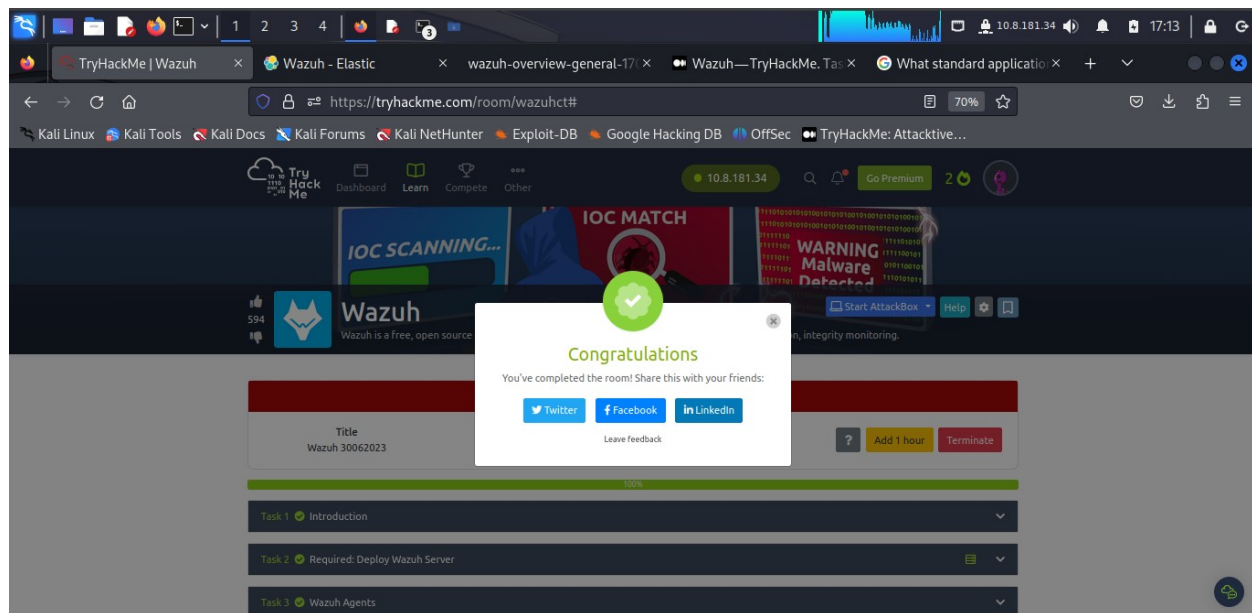 1 2 3 4 3 10.8.181.34 17:13
TryHackMe | Wazuh Wazuh - Elastic wazuh-overview-general-17 Wazuh—TryHackMe. Tas What standard applicatio
https://tryhackme.com/room/wazuhct# 70%
Kali Linux Kali Tools Kali Docs Kali Forums Kali NetHunter Exploit-DB Google Hacking DB OffSec TryHackMe: Attacktive…
Try Hack Me Dashboard Learn Compete Other 10.8.181.34 Go Premium 2
IOC SCANNING... IOC MATCH WARNING Malware Detected
594 Wazuh Start AttackBox Help
Wazuh is a free, open source n, integrity monitoring.
Congratulations
You've completed the room! Share this with your friends:
Twitter Facebook in LinkedIn
Leave feedback
Title
Wazuh 30062023 ? Add 1 hour Terminate
100%
Task 1 Introduction
Task 2 Required: Deploy Wazuh Server
Task 3 Wazuh Agents